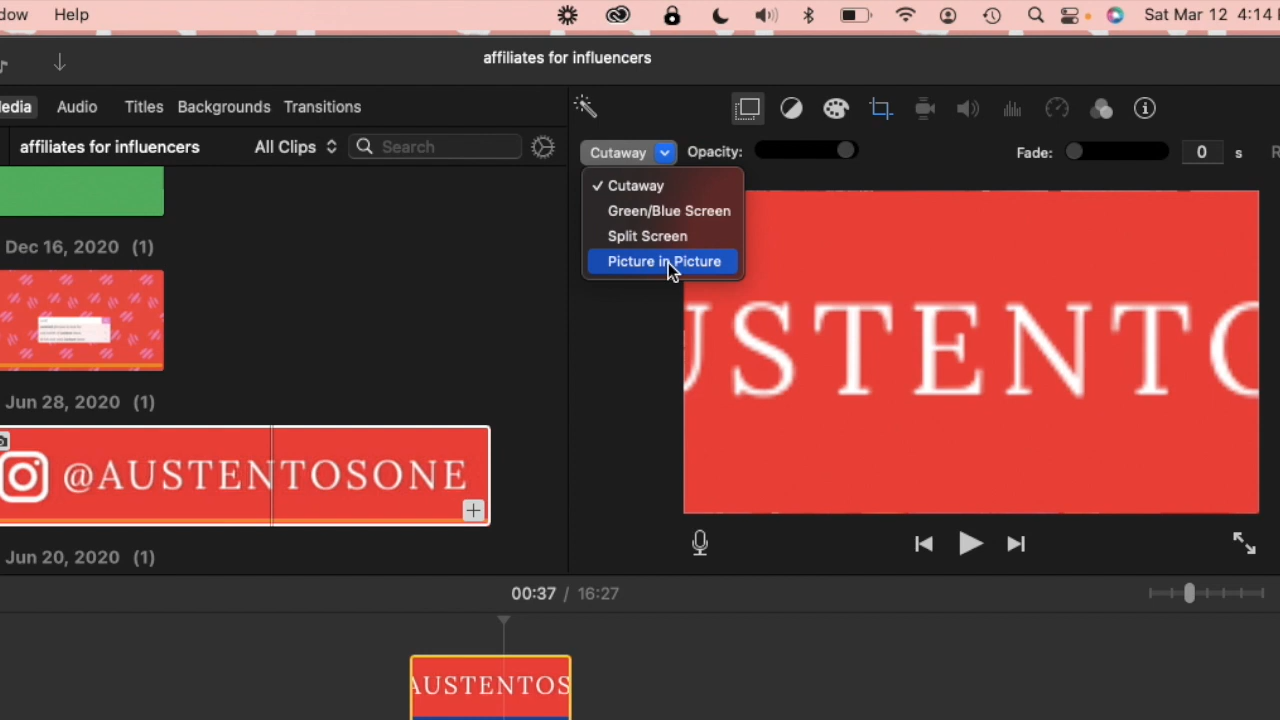 dow Help Sat Mar 12 4:14
affiliates for influencers
edia Audio Titles Backgrounds Transitions
affiliates for influencers All Clips Search
Cutaway Opacity: Fade: 0 s
Cutaway
Green/Blue Screen
Split Screen
Picture in Picture
Dec 16, 2020 (1)
Jun 28, 2020 (1)
@AUSTENTOSONE
Jun 20, 2020 (1)
USTENTO
00:37 / 16:27
AUSTENTOS